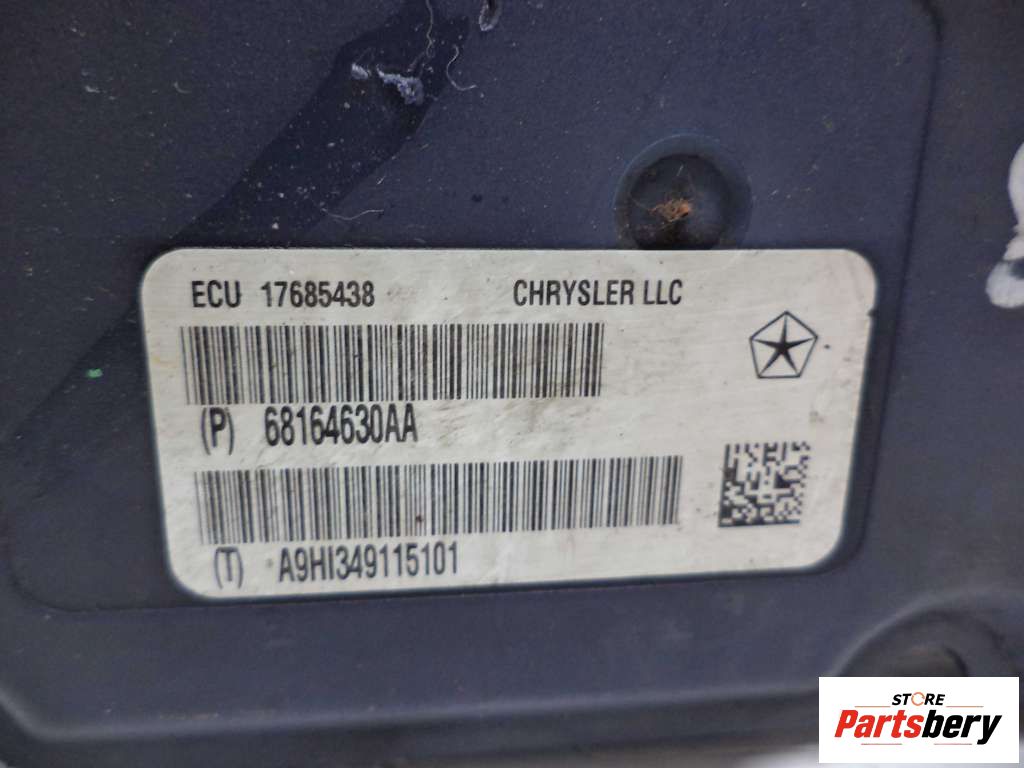 ECU 17685438 CHRYSLER LLC
(P) 68164630AA
(T) A9HI349115101
STORE
Partsbery